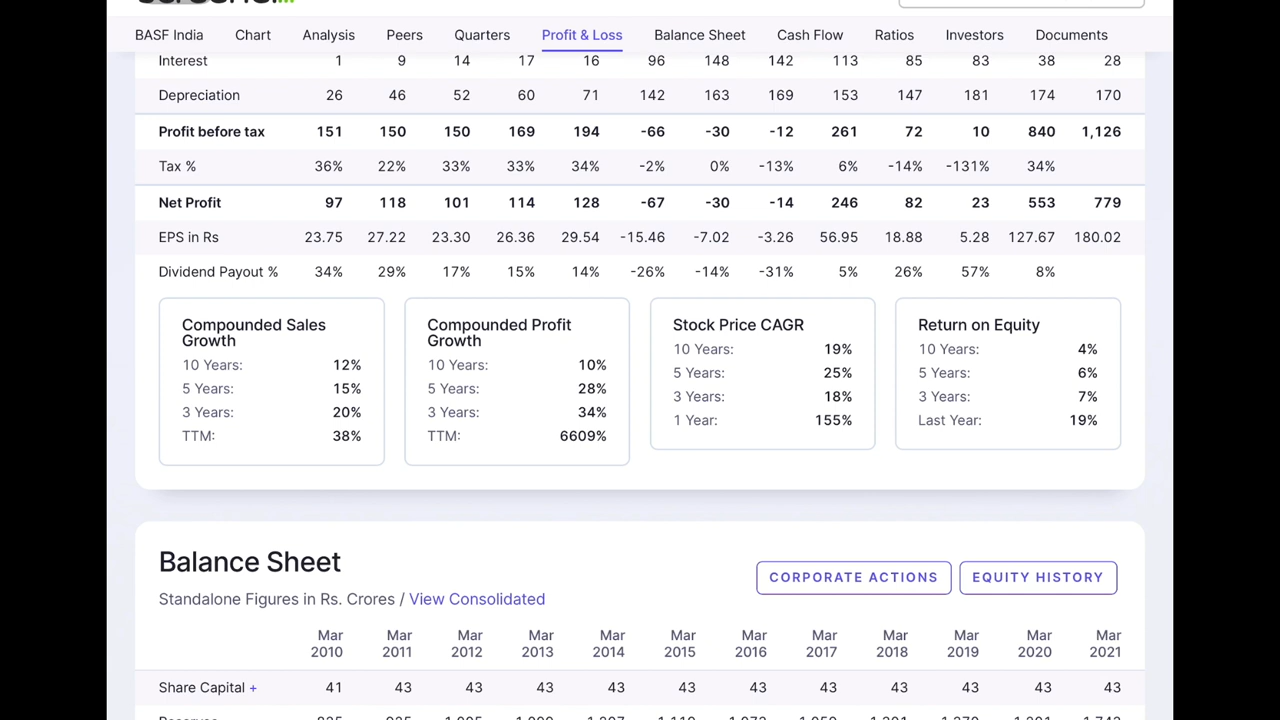 BASF India Chart Analysis Peers Quarters Profit & Loss Balance Sheet Cash Flow Ratios Investors Documents
Interest 1 9 14 17 16 96 148 142 113 85 83 38 28
Depreciation 26 46 52 60 71 142 163 169 153 147 181 174 170
Profit before tax 151 150 150 169 194 -66 -30 -12 261 72 10 840 1,126
Tax % 36% 22% 33% 33% 34% -2% 0% -13% 6% -14% -131% 34%
Net Profit 97 118 101 114 128 -67 -30 -14 246 82 23 553 779
EPS in Rs 23.75 27.22 23.30 26.36 29.54 -15.46 -7.02 -3.26 56.95 18.88 5.28 127.67 180.02
Dividend Payout % 34% 29% 17% 15% 14% -26% -14% -31% 5% 26% 57% 8%
Compounded Sales
Growth
10 Years: 12%
5 Years: 15%
3 Years: 20%
TTM: 38%
Compounded Profit
Growth
10 Years: 10%
5 Years: 28%
3 Years: 34%
TTM: 6609%
Stock Price CAGR
10 Years: 19%
5 Years: 25%
3 Years: 18%
1 Year: 155%
Return on Equity
10 Years: 4%
5 Years: 6%
3 Years: 7%
Last Year: 19%
Balance Sheet
CORPORATE ACTIONS EQUITY HISTORY
Standalone Figures in Rs. Crores / View Consolidated
Mar Mar Mar Mar Mar Mar Mar Mar Mar Mar Mar Mar
2010 2011 2012 2013 2014 2015 2016 2017 2018 2019 2020 2021
Share Capital + 41 43 43 43 43 43 43 43 43 43 43 43